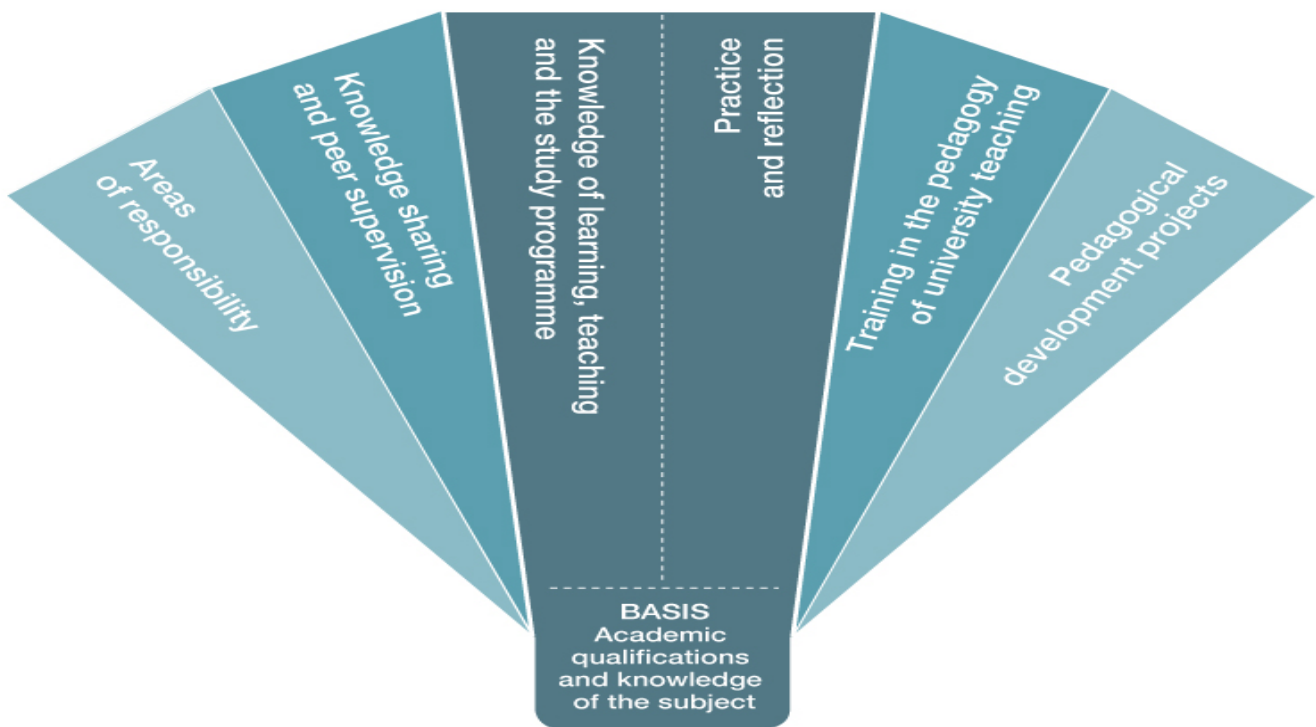 Areas
of responsibility
Knowledge sharing
and peer supervision
Knowledge of learning, teaching
and the study programme
Practice
and reflection
Training in the pedagogy
of university teaching
Pedagogical
development projects
BASIS
Academic
qualifications
and knowledge
of the subject